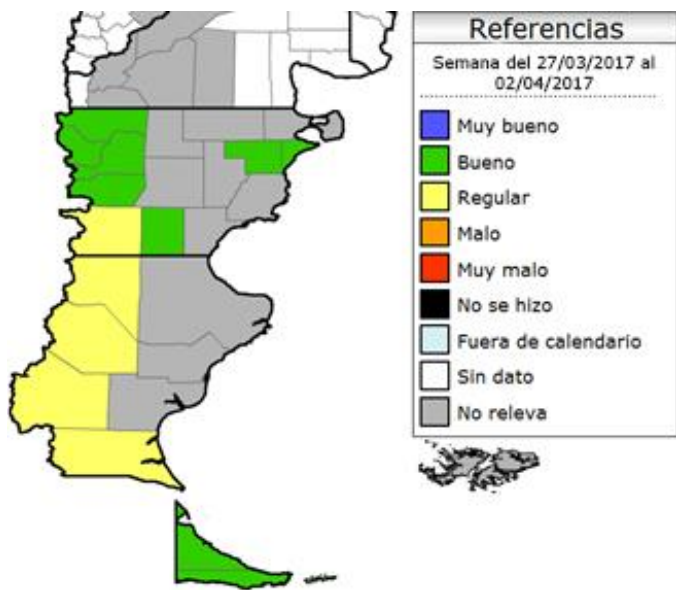 Referencias
Semana del 27/03/2017 al
02/04/2017
Muy bueno
Bueno
Regular
Malo
Muy malo
No se hizo
Fuera de calendario
Sin dato
No releva